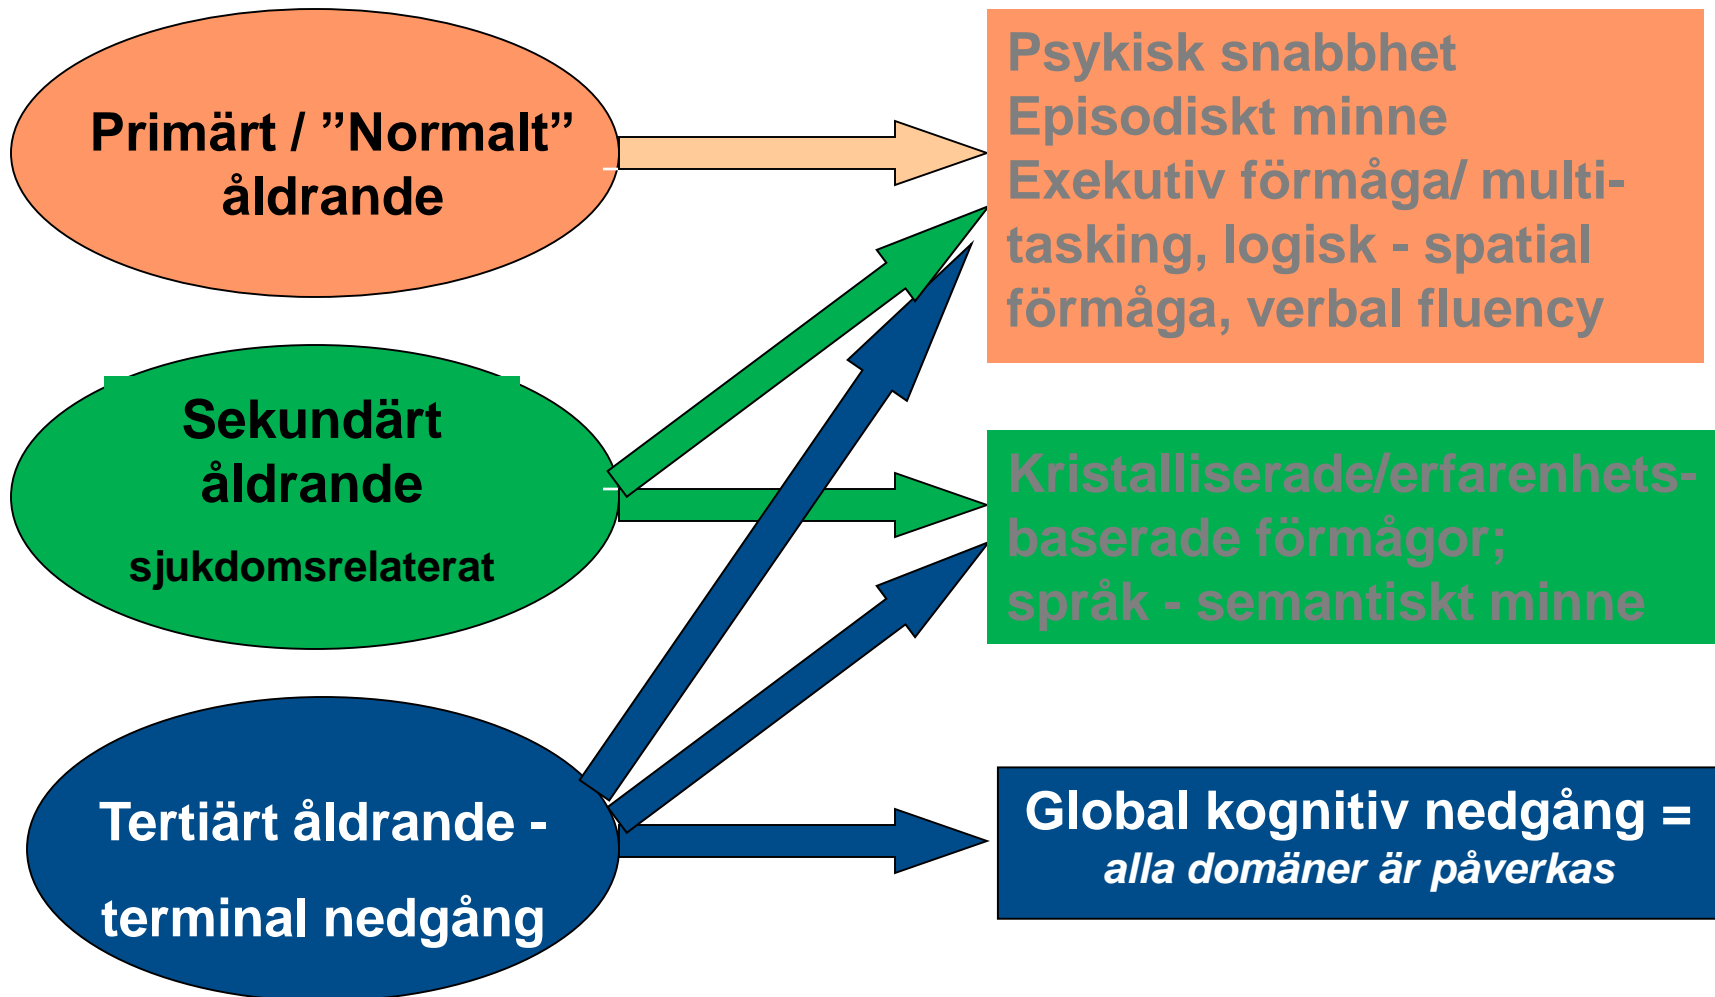 Primärt / ”Normalt”
åldrande
Psykisk snabbhet
Episodiskt minne
Exekutiv förmåga/ multi-
tasking, logisk - spatial
förmåga, verbal fluency
Sekundärt
åldrande
sjukdomsrelaterat
Kristalliserade/erfarenhets-
baserade förmågor;
språk - semantiskt minne
Tertiärt åldrande -
terminal nedgång
Global kognitiv nedgång =
alla domäner är påverkas